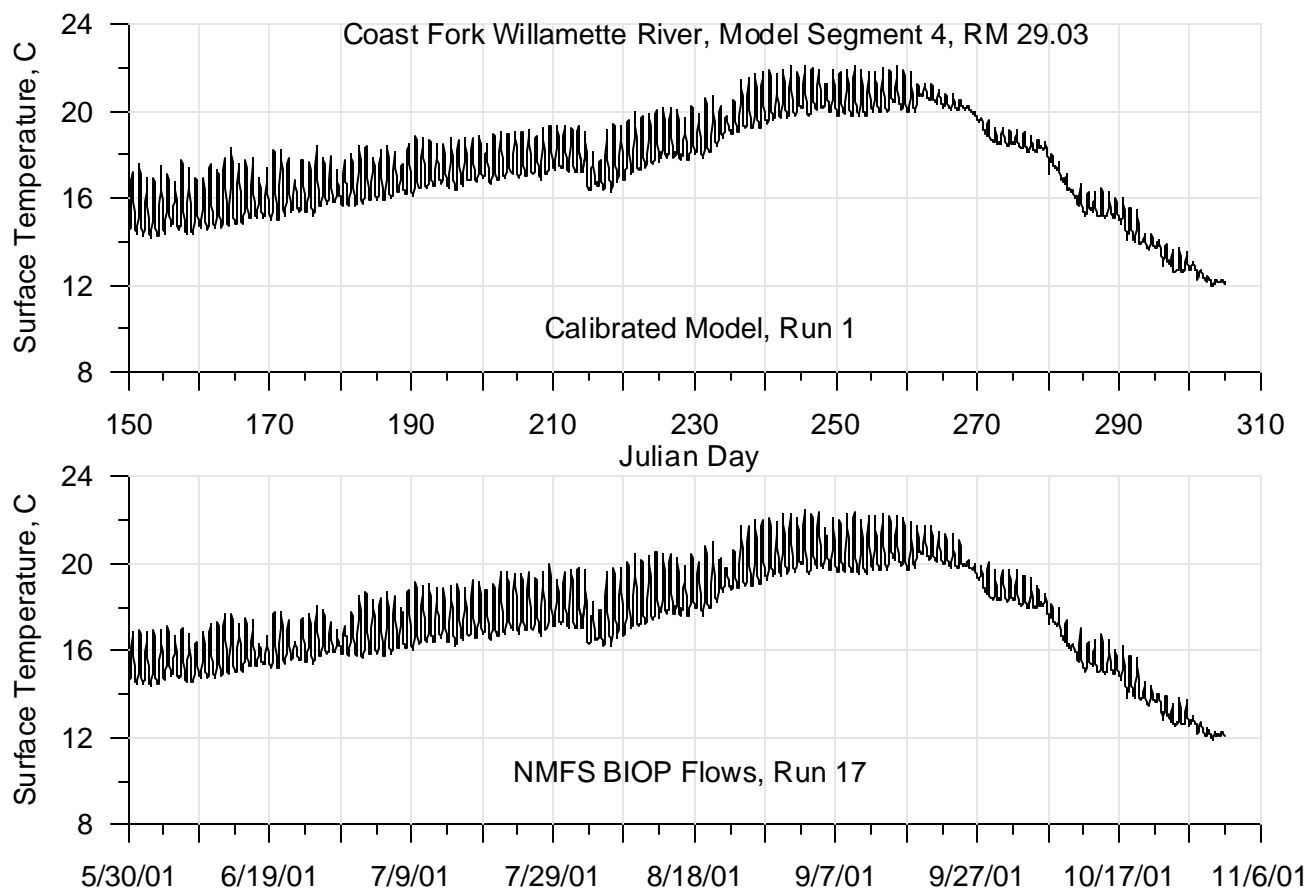 24
Coast Fork Willamette River, Model Segment 4, RM 29.03
20
16
12
8
Surface Temperature, C
Calibrated Model, Run 1
150 170 190 210 230 250 270 290 310
Julian Day
24
20
16
12
8
Surface Temperature, C
NMFS BIOP Flows, Run 17
5/30/01 6/19/01 7/9/01 7/29/01 8/18/01 9/7/01 9/27/01 10/17/01 11/6/01